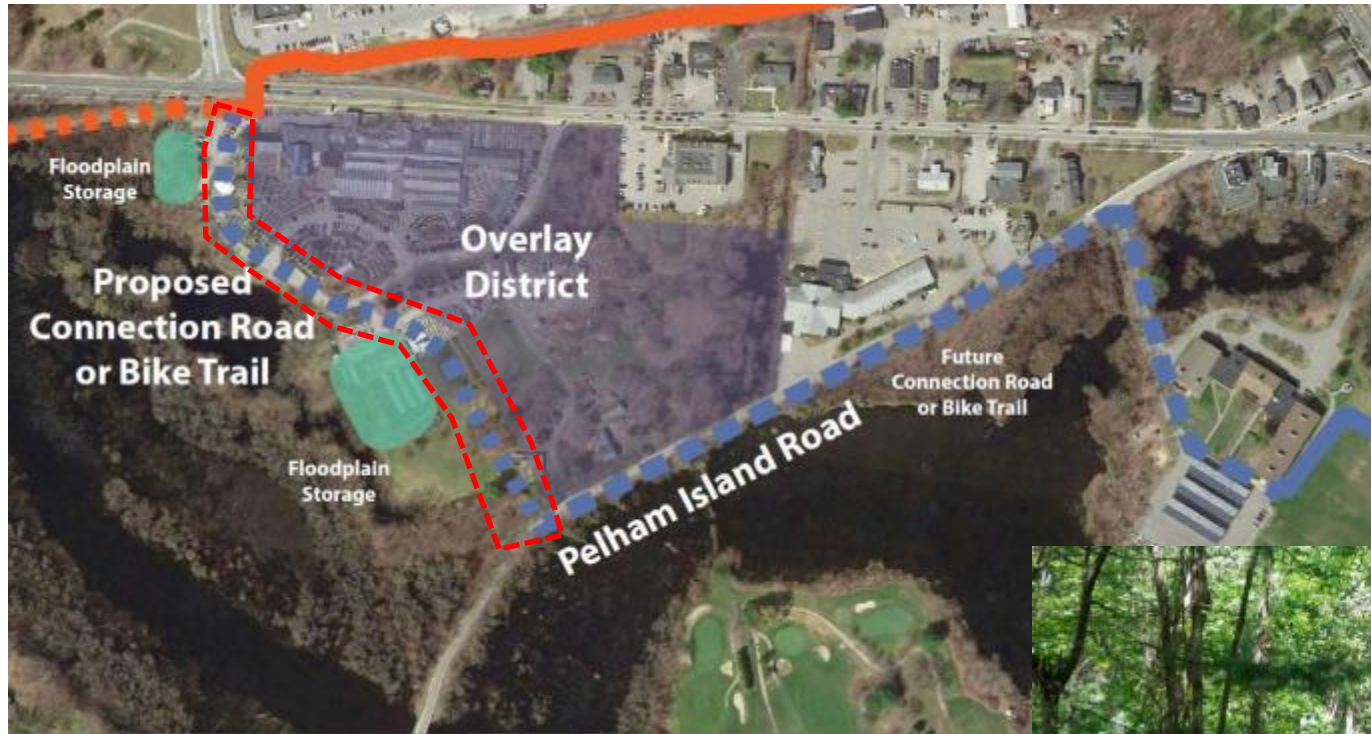 Floodplain
Storage
Overlay
District
Proposed
Connection Road
or Bike Trail
Future
Connection Road
or Bike Trail
Pelham Island Road
Floodplain
Storage